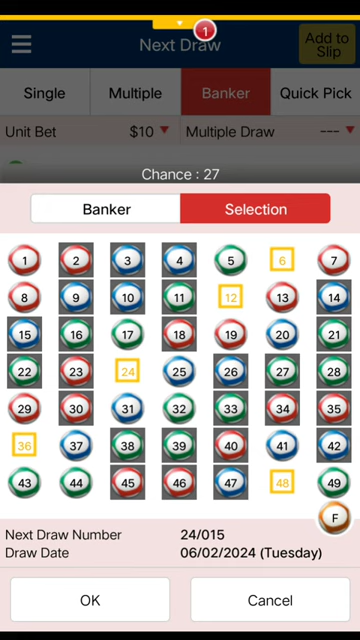 1
Next Draw
Add to
Slip
Single Multiple Banker Quick Pick
Unit Bet $10 Multiple Draw ---
Chance : 27
Banker Selection
1 2 3 4 5 6 7
8 9 10 11 12 13 14
15 16 17 18 19 20 21
22 23 24 25 26 27 28
29 30 31 32 33 34 35
36 37 38 39 40 41 42
43 44 45 46 47 48 49
F
Next Draw Number 24/015
Draw Date 06/02/2024 (Tuesday)
OK Cancel